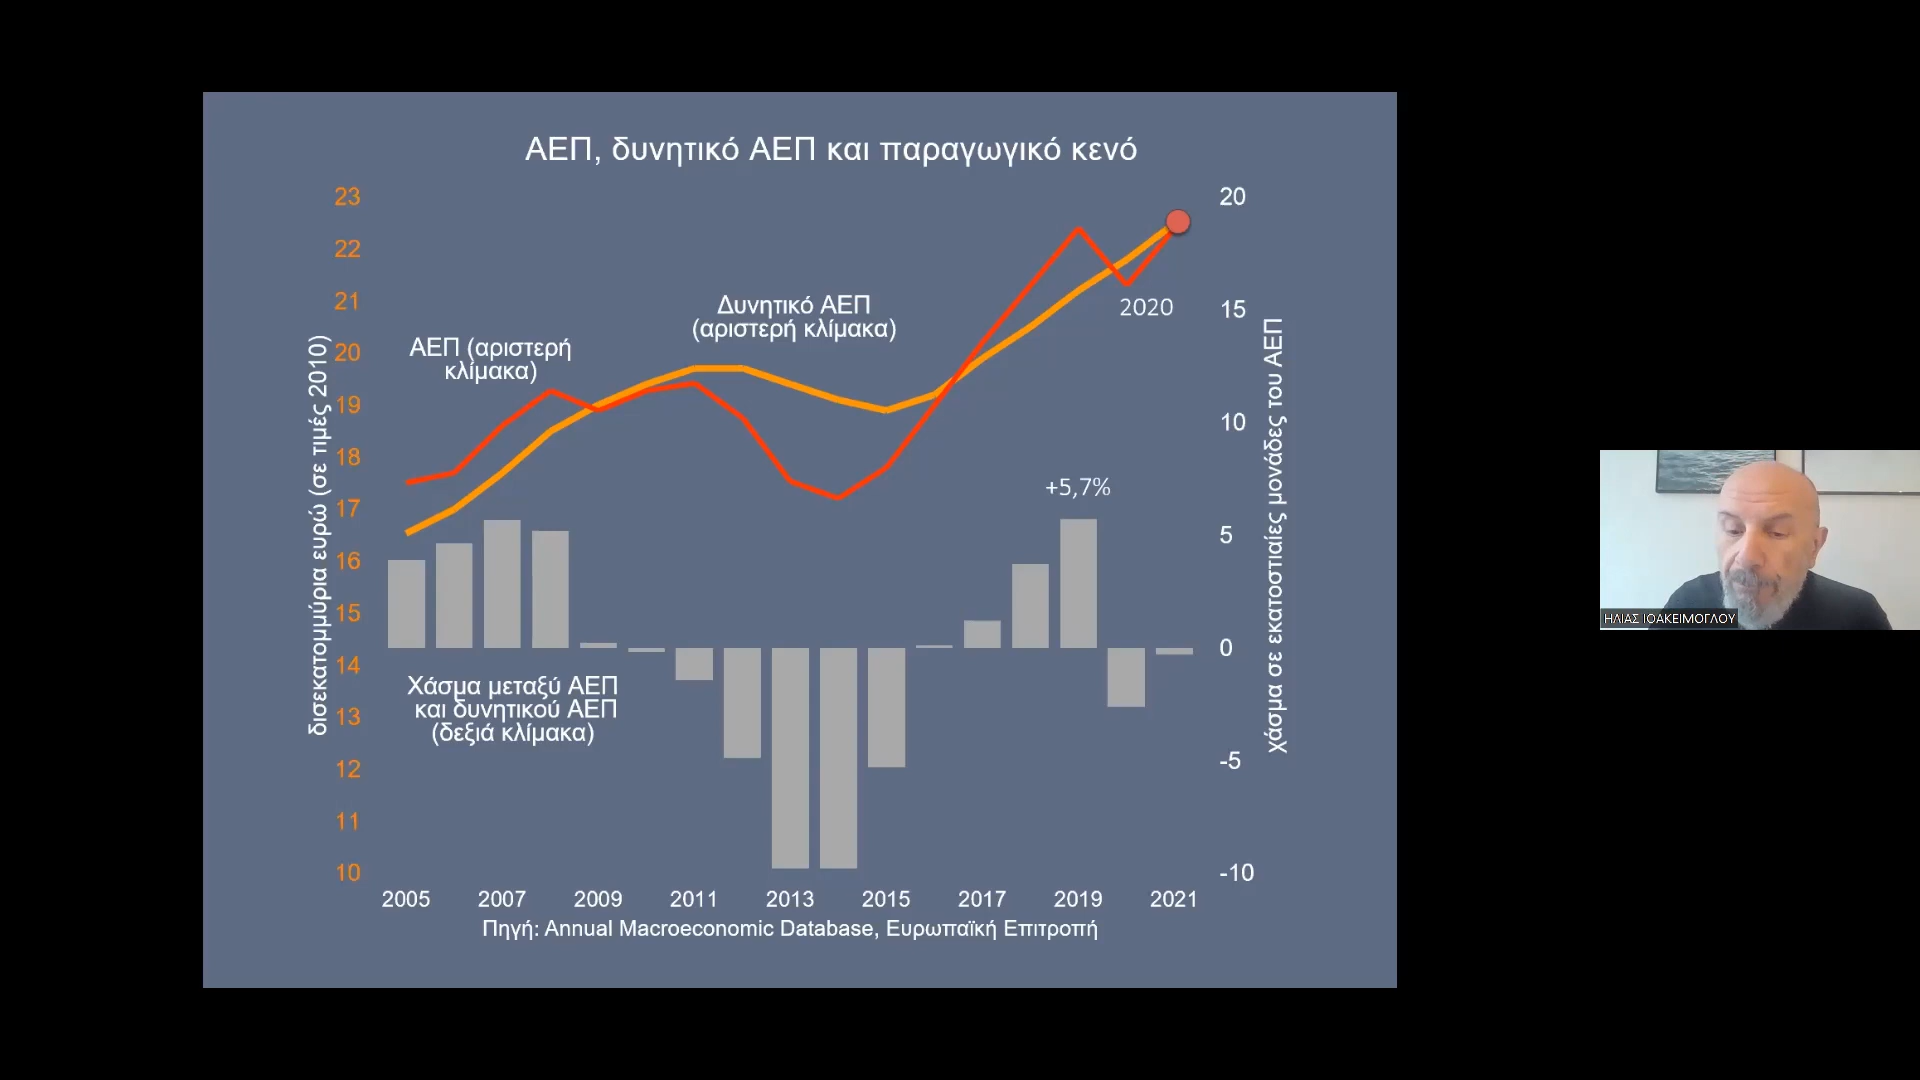 ΑΕΠ, δυνητικό ΑΕΠ και παραγωγικό κενό
23
22
21
20
19
18
17
16
15
14
13
12
11
10
δισεκατομμύρια ευρώ (σε τιμές 2010)
ΑΕΠ (αριστερή
κλίμακα)
Δυνητικό ΑΕΠ
(αριστερή κλίμακα)
2020
+5,7%
Χάσμα μεταξύ ΑΕΠ
και δυνητικού ΑΕΠ
(δεξιά κλίμακα)
20
15
10
5
0
-5
-10
χάσμα σε εκατοστιαίες μονάδες του ΑΕΠ
2005 2007 2009 2011 2013 2015 2017 2019 2021
Πηγή: Annual Macroeconomic Database, Ευρωπαϊκή Επιτροπή
ΗΛΙΑΣ ΙΩΑΚΕΙΜΟΓΛΟΥ